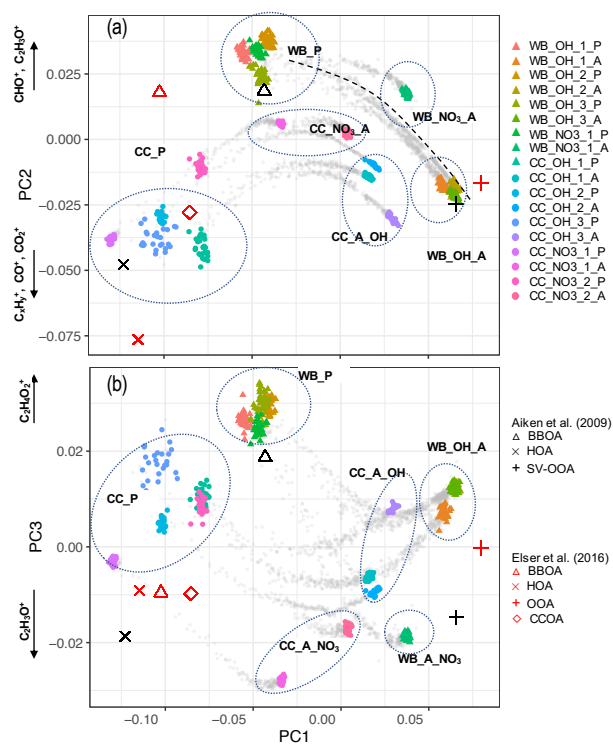 (a)
CHO⁺, C₂H₃O⁺
CₓHᵧ⁺, CO⁺, CO₂⁺
PC2
0.025
0.000
−0.025
−0.050
−0.075
WB_P
WB_NO₃_A
CC_NO₃_A
CC_P
CC_A_OH
WB_OH_A
WB_OH_1_P
WB_OH_1_A
WB_OH_2_P
WB_OH_2_A
WB_OH_3_P
WB_OH_3_A
WB_NO3_1_P
WB_NO3_1_A
CC_OH_1_P
CC_OH_1_A
CC_OH_2_P
CC_OH_2_A
CC_OH_3_P
CC_OH_3_A
CC_NO3_1_P
CC_NO3_1_A
CC_NO3_2_P
CC_NO3_2_A
(b)
C₂H₄O₂⁺
C₂H₃O⁺
PC3
0.02
0.00
−0.02
WB_P
WB_OH_A
CC_A_OH
CC_P
CC_A_NO₃
WB_A_NO₃
−0.10
−0.05
0.00
0.05
PC1
Aiken et al. (2009)
BBOA
HOA
SV-OOA
Elser et al. (2016)
BBOA
HOA
OOA
CCOA